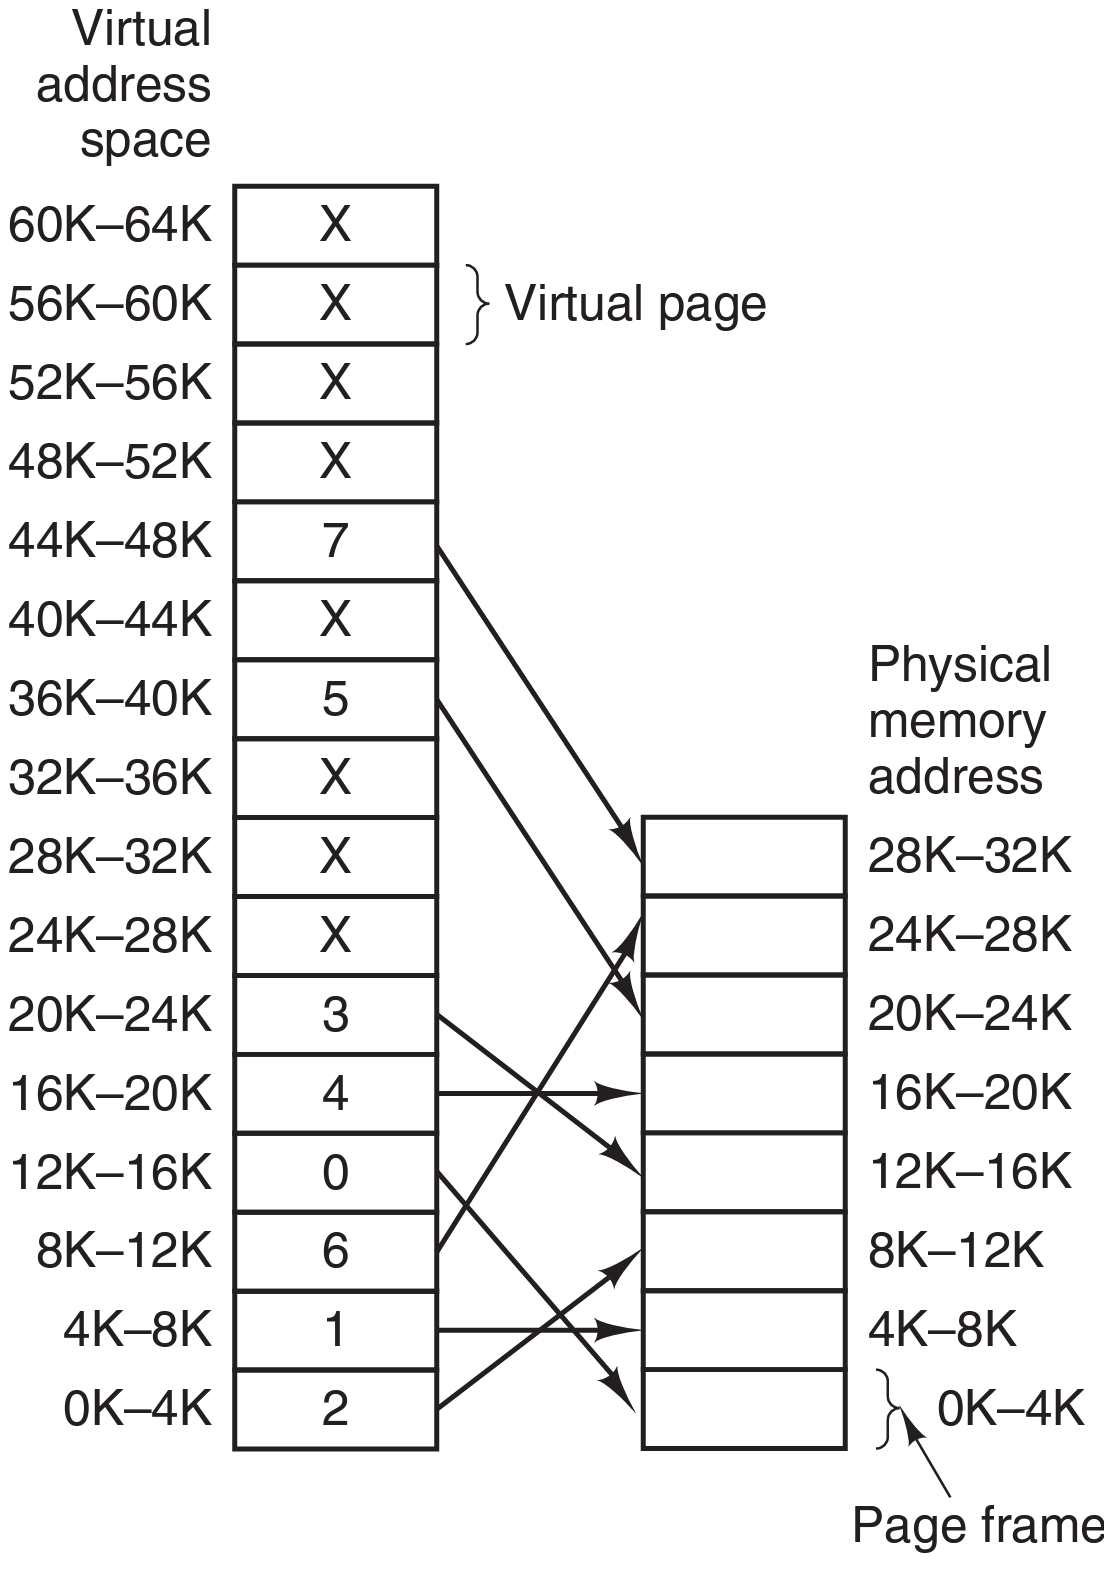 Virtual
address
space
60K–64K X
56K–60K X Virtual page
52K–56K X
48K–52K X
44K–48K 7
40K–44K X
36K–40K 5
32K–36K X
28K–32K X
24K–28K X
20K–24K 3
16K–20K 4
12K–16K 0
8K–12K 6
4K–8K 1
0K–4K 2
Physical
memory
address
28K–32K
24K–28K
20K–24K
16K–20K
12K–16K
8K–12K
4K–8K
0K–4K
Page frame